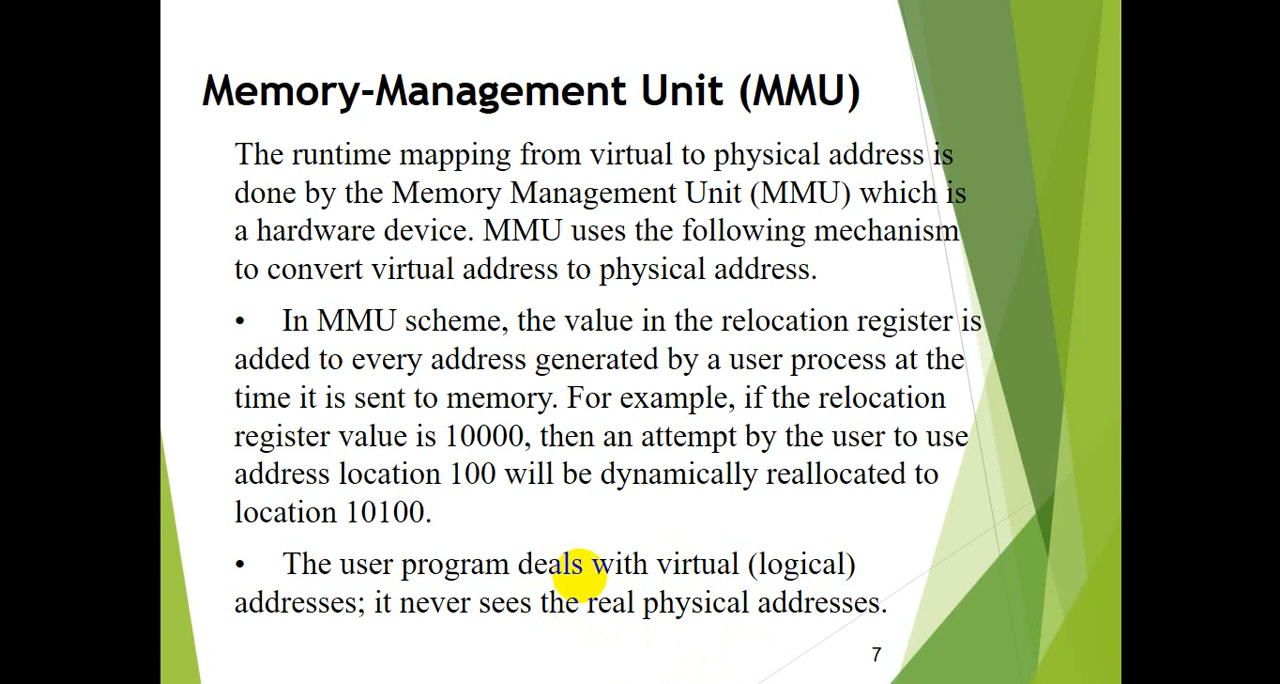 Memory-Management Unit (MMU)
The runtime mapping from virtual to physical address is
done by the Memory Management Unit (MMU) which is
a hardware device. MMU uses the following mechanism
to convert virtual address to physical address.
• In MMU scheme, the value in the relocation register is
added to every address generated by a user process at the
time it is sent to memory. For example, if the relocation
register value is 10000, then an attempt by the user to use
address location 100 will be dynamically reallocated to
location 10100.
• The user program deals with virtual (logical)
addresses; it never sees the real physical addresses.
7